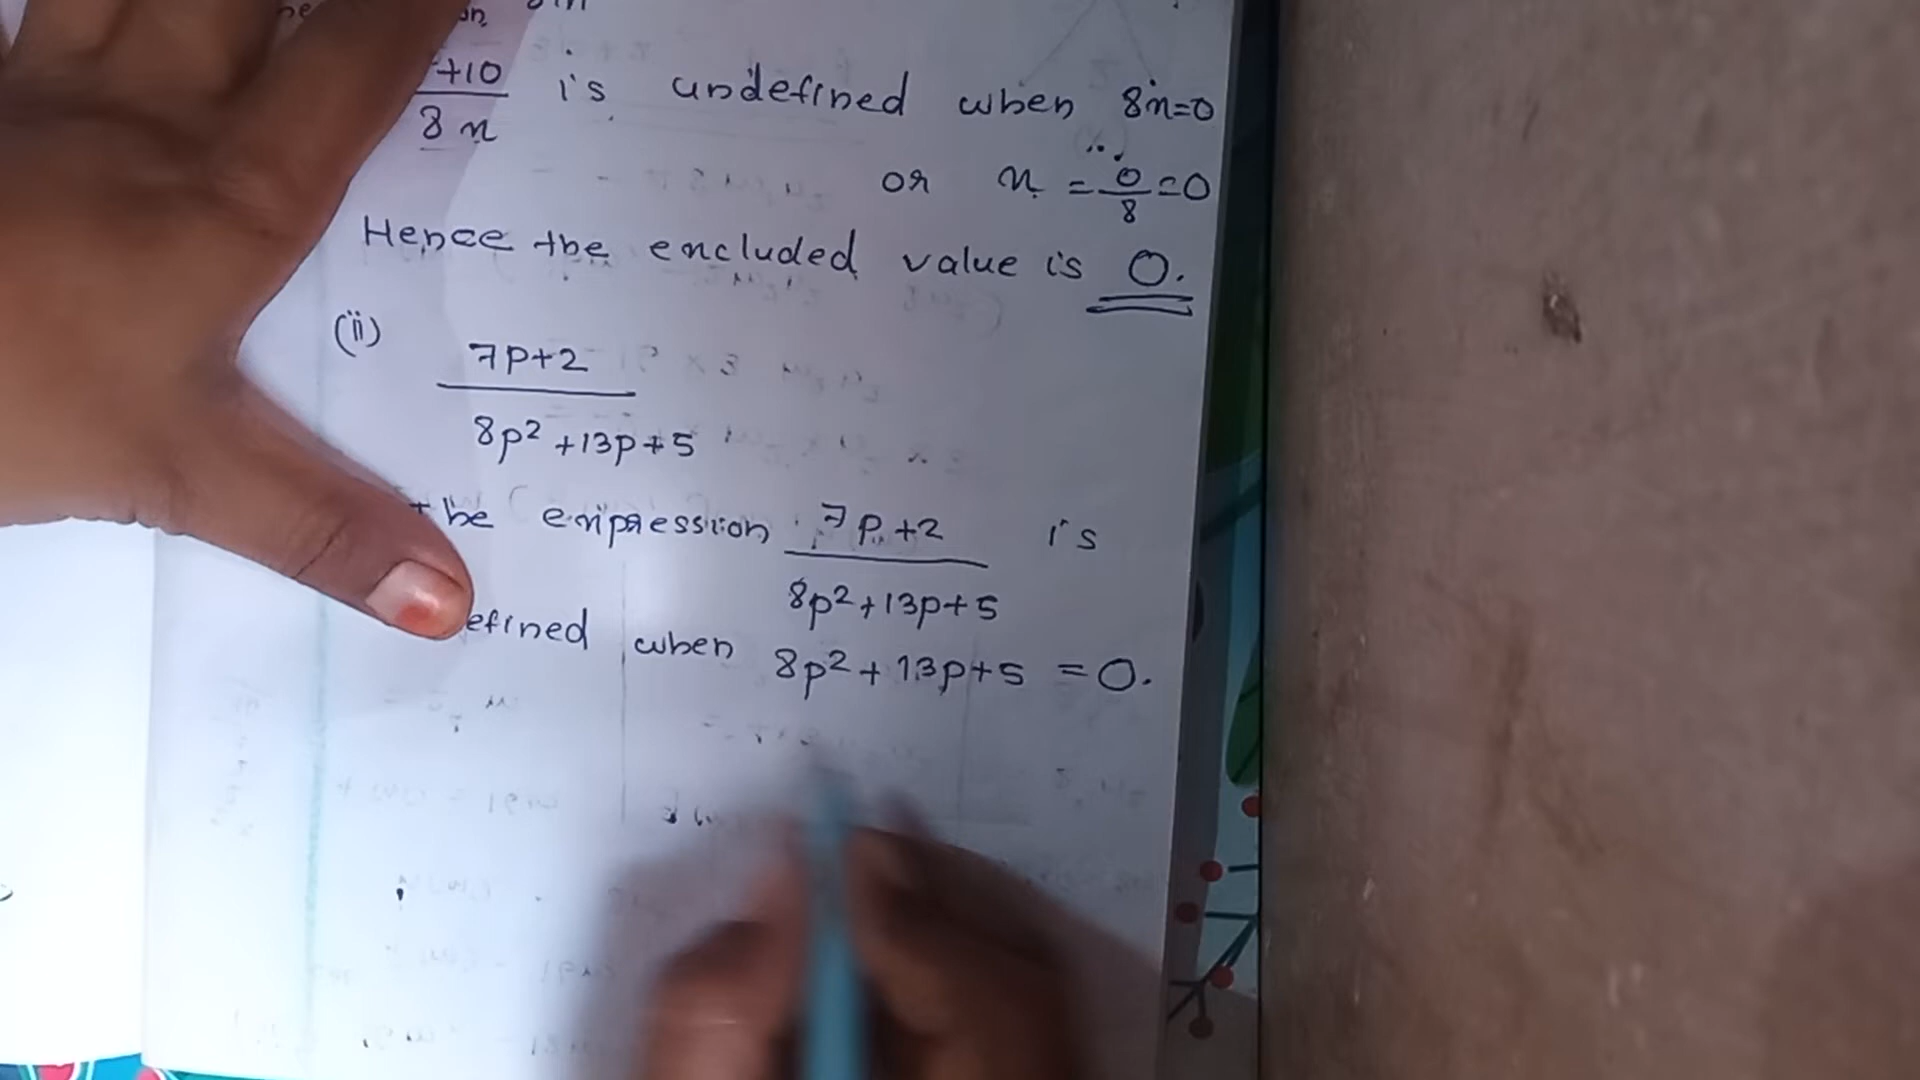 +10 / 8x is undefined when 8x=0
or x = 0/8 =0
Hence the excluded value is 0.
(ii) 7p+2 / 8p²+13p+5
the expression 7p+2 / 8p²+13p+5 is
efined when 8p²+13p+5 =0.